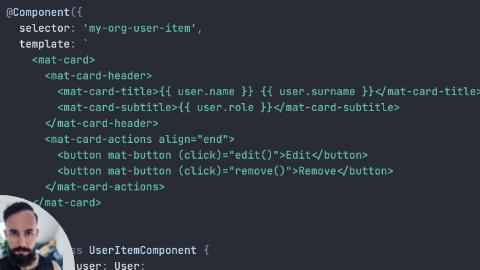 @Component({
selector: 'my-org-user-item',
template: `
<mat-card>
<mat-card-header>
<mat-card-title>{{ user.name }} {{ user.surname }}</mat-card-title>
<mat-card-subtitle>{{ user.role }}</mat-card-subtitle>
</mat-card-header>
<mat-card-actions align="end">
<button mat-button (click)="edit()">Edit</button>
<button mat-button (click)="remove()">Remove</button>
</mat-card-actions>
</mat-card>
UserItemComponent {
user: User;